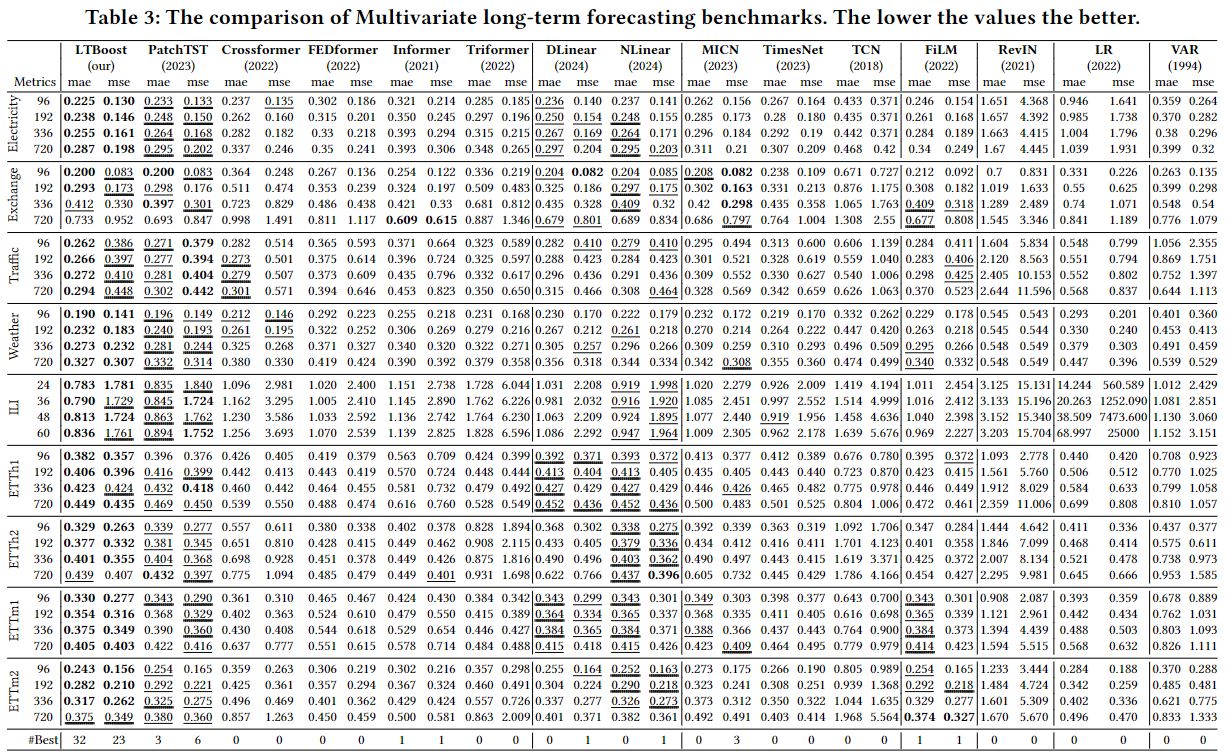 Table 3: The comparison of Multivariate long-term forecasting benchmarks. The lower the values the better.
LTBoost PatchTST Crossformer FEDformer Informer Triformer DLinear NLinear MICN TimesNet TCN FiLM RevIN LR VAR
(our) (2023) (2022) (2022) (2021) (2022) (2024) (2024) (2023) (2023) (2018) (2022) (2021) (2022) (1994)
Metrics mae mse mae mse mae mse mae mse mae mse mae mse mae mse mae mse mae mse mae mse mae mse mae mse mae mse mae mse mae mse
Electricity
96 0.225 0.130 0.233 0.133 0.237 0.135 0.302 0.186 0.321 0.214 0.285 0.185 0.236 0.140 0.237 0.141 0.262 0.156 0.267 0.164 0.433 0.371 0.246 0.154 1.651 4.368 0.946 1.641 0.359 0.264
192 0.238 0.146 0.248 0.150 0.262 0.160 0.315 0.201 0.350 0.245 0.297 0.196 0.250 0.154 0.248 0.155 0.285 0.173 0.28 0.180 0.435 0.371 0.261 0.168 1.657 4.392 0.985 1.738 0.370 0.282
336 0.255 0.161 0.264 0.168 0.282 0.182 0.33 0.218 0.393 0.294 0.315 0.215 0.267 0.169 0.264 0.171 0.296 0.184 0.292 0.19 0.442 0.371 0.284 0.189 1.663 4.415 1.004 1.796 0.38 0.296
720 0.287 0.198 0.295 0.202 0.337 0.246 0.35 0.241 0.393 0.306 0.348 0.265 0.297 0.204 0.295 0.203 0.311 0.21 0.307 0.209 0.468 0.42 0.34 0.249 1.67 4.445 1.039 1.931 0.399 0.32
Exchange
96 0.200 0.083 0.200 0.083 0.364 0.248 0.267 0.136 0.254 0.122 0.336 0.219 0.204 0.082 0.204 0.085 0.208 0.082 0.238 0.109 0.671 0.727 0.212 0.092 0.7 0.831 0.331 0.226 0.263 0.135
192 0.293 0.173 0.298 0.176 0.511 0.474 0.353 0.239 0.324 0.197 0.509 0.483 0.325 0.186 0.297 0.175 0.302 0.163 0.331 0.213 0.876 1.175 0.308 0.182 1.019 1.633 0.55 0.625 0.399 0.298
336 0.412 0.330 0.397 0.301 0.723 0.829 0.486 0.438 0.421 0.33 0.681 0.812 0.435 0.328 0.409 0.32 0.42 0.298 0.435 0.358 1.065 1.763 0.409 0.318 1.289 2.489 0.74 1.071 0.548 0.54
720 0.733 0.952 0.693 0.847 0.998 1.491 0.811 1.117 0.609 0.615 0.887 1.346 0.679 0.801 0.689 0.834 0.686 0.797 0.764 1.004 1.308 2.55 0.677 0.808 1.545 3.346 0.841 1.189 0.776 1.079
Traffic
96 0.262 0.386 0.271 0.379 0.282 0.514 0.365 0.593 0.371 0.664 0.323 0.589 0.282 0.410 0.279 0.410 0.295 0.494 0.313 0.600 0.606 1.139 0.284 0.411 1.604 5.834 0.548 0.799 1.056 2.355
192 0.266 0.397 0.277 0.394 0.273 0.501 0.375 0.614 0.396 0.724 0.325 0.597 0.288 0.423 0.284 0.423 0.301 0.521 0.328 0.619 0.559 1.040 0.283 0.406 2.120 8.563 0.551 0.794 0.869 1.751
336 0.272 0.410 0.281 0.404 0.279 0.507 0.373 0.609 0.435 0.796 0.332 0.617 0.296 0.436 0.291 0.436 0.309 0.552 0.330 0.627 0.540 1.006 0.298 0.425 2.405 10.153 0.552 0.802 0.752 1.397
720 0.294 0.448 0.302 0.442 0.301 0.571 0.394 0.646 0.453 0.823 0.350 0.650 0.315 0.466 0.308 0.464 0.328 0.569 0.342 0.659 0.626 1.063 0.370 0.523 2.644 11.596 0.568 0.837 0.644 1.113
Weather
96 0.190 0.141 0.196 0.149 0.212 0.146 0.292 0.223 0.255 0.218 0.231 0.168 0.230 0.170 0.222 0.179 0.232 0.172 0.219 0.170 0.332 0.262 0.229 0.178 0.545 0.543 0.293 0.201 0.401 0.360
192 0.232 0.183 0.240 0.193 0.261 0.195 0.322 0.252 0.306 0.269 0.279 0.216 0.267 0.212 0.261 0.218 0.270 0.214 0.264 0.222 0.447 0.420 0.263 0.218 0.545 0.544 0.330 0.240 0.453 0.413
336 0.273 0.232 0.281 0.244 0.325 0.268 0.371 0.327 0.340 0.320 0.322 0.271 0.305 0.257 0.296 0.266 0.309 0.259 0.310 0.293 0.496 0.509 0.295 0.266 0.548 0.549 0.379 0.303 0.491 0.459
720 0.327 0.307 0.332 0.314 0.380 0.330 0.419 0.424 0.390 0.392 0.379 0.358 0.356 0.318 0.344 0.334 0.342 0.308 0.355 0.360 0.474 0.499 0.340 0.332 0.548 0.549 0.447 0.396 0.539 0.529
ILI
24 0.783 1.781 0.835 1.840 1.096 2.981 1.020 2.400 1.151 2.738 1.728 6.044 1.031 2.208 0.919 1.998 1.020 2.279 0.926 2.009 1.419 4.194 1.011 2.454 3.125 15.131 14.244 560.589 1.012 2.429
36 0.790 1.729 0.845 1.724 1.162 3.295 1.005 2.410 1.145 2.890 1.762 6.226 0.981 2.032 0.916 1.920 1.085 2.451 0.997 2.552 1.514 4.999 1.016 2.412 3.133 15.196 20.263 1252.090 1.081 2.851
48 0.813 1.724 0.863 1.762 1.230 3.586 1.033 2.592 1.136 2.742 1.764 6.230 1.063 2.209 0.924 1.895 1.077 2.440 0.919 1.956 1.458 4.636 1.040 2.398 3.152 15.340 38.509 7473.600 1.130 3.060
60 0.836 1.761 0.894 1.752 1.256 3.693 1.070 2.539 1.139 2.825 1.828 6.596 1.086 2.292 0.947 1.964 1.009 2.305 0.962 2.178 1.639 5.676 0.969 2.227 3.203 15.704 68.997 25000 1.152 3.151
ETTh1
96 0.382 0.357 0.396 0.376 0.426 0.405 0.419 0.379 0.563 0.709 0.424 0.399 0.392 0.371 0.393 0.372 0.413 0.377 0.412 0.389 0.676 0.780 0.395 0.372 1.093 2.778 0.440 0.420 0.708 0.923
192 0.406 0.396 0.416 0.399 0.442 0.413 0.443 0.419 0.570 0.724 0.448 0.444 0.413 0.404 0.413 0.405 0.435 0.405 0.443 0.440 0.723 0.870 0.423 0.415 1.561 5.760 0.506 0.512 0.770 1.025
336 0.423 0.424 0.432 0.418 0.460 0.442 0.464 0.455 0.581 0.732 0.479 0.492 0.427 0.429 0.427 0.429 0.446 0.426 0.465 0.482 0.775 0.978 0.446 0.449 1.912 8.029 0.584 0.633 0.799 1.058
720 0.449 0.435 0.469 0.450 0.539 0.550 0.488 0.499 0.616 0.760 0.528 0.549 0.452 0.436 0.452 0.436 0.500 0.483 0.501 0.525 0.804 1.006 0.472 0.461 2.359 11.006 0.699 0.808 0.810 1.057
ETTh2
96 0.329 0.263 0.339 0.277 0.557 0.611 0.380 0.338 0.402 0.378 0.828 1.894 0.368 0.302 0.338 0.275 0.392 0.339 0.363 0.319 1.092 1.706 0.347 0.284 1.444 4.642 0.411 0.336 0.437 0.377
192 0.377 0.332 0.381 0.345 0.651 0.810 0.428 0.415 0.449 0.462 0.908 2.115 0.433 0.405 0.379 0.336 0.434 0.412 0.416 0.411 1.701 4.123 0.401 0.358 1.846 7.099 0.468 0.414 0.575 0.611
336 0.401 0.355 0.404 0.368 0.698 0.928 0.451 0.378 0.449 0.426 0.875 1.816 0.490 0.496 0.403 0.362 0.490 0.497 0.443 0.445 1.619 3.371 0.425 0.372 2.007 8.134 0.521 0.478 0.738 0.973
720 0.439 0.407 0.432 0.397 0.775 1.094 0.485 0.479 0.449 0.401 0.931 1.698 0.622 0.766 0.437 0.396 0.605 0.732 0.445 0.429 1.786 4.166 0.454 0.427 2.295 9.981 0.645 0.666 0.953 1.585
ETTm1
96 0.330 0.277 0.343 0.290 0.361 0.310 0.465 0.467 0.424 0.430 0.384 0.342 0.343 0.299 0.343 0.301 0.349 0.303 0.398 0.377 0.643 0.700 0.343 0.301 0.908 2.087 0.393 0.359 0.678 0.889
192 0.354 0.316 0.368 0.329 0.402 0.363 0.524 0.610 0.479 0.550 0.415 0.389 0.364 0.334 0.365 0.337 0.368 0.335 0.411 0.405 0.616 0.698 0.365 0.339 1.121 2.961 0.442 0.434 0.762 1.031
336 0.375 0.349 0.390 0.360 0.430 0.408 0.544 0.618 0.529 0.654 0.446 0.427 0.384 0.365 0.384 0.371 0.388 0.366 0.437 0.443 0.764 0.900 0.384 0.373 1.394 4.439 0.488 0.503 0.803 1.093
720 0.405 0.403 0.422 0.416 0.637 0.777 0.551 0.615 0.578 0.714 0.484 0.488 0.415 0.418 0.415 0.426 0.423 0.409 0.464 0.495 0.779 0.979 0.414 0.423 1.594 5.515 0.568 0.632 0.826 1.111
ETTm2
96 0.243 0.156 0.254 0.165 0.359 0.263 0.306 0.212 0.302 0.216 0.357 0.298 0.255 0.164 0.252 0.163 0.273 0.175 0.266 0.190 0.805 0.989 0.254 0.165 1.233 3.444 0.284 0.188 0.370 0.288
192 0.282 0.210 0.292 0.221 0.425 0.361 0.357 0.294 0.367 0.324 0.460 0.491 0.304 0.224 0.290 0.218 0.323 0.241 0.308 0.251 0.939 1.368 0.292 0.218 1.484 4.724 0.342 0.259 0.485 0.481
336 0.317 0.262 0.325 0.275 0.496 0.469 0.401 0.362 0.429 0.424 0.557 0.726 0.337 0.277 0.326 0.273 0.373 0.312 0.350 0.322 1.044 1.635 0.329 0.271 1.601 5.309 0.402 0.336 0.621 0.775
720 0.375 0.349 0.380 0.360 0.857 1.263 0.450 0.459 0.500 0.581 0.863 2.009 0.401 0.371 0.382 0.361 0.492 0.491 0.403 0.414 1.968 5.564 0.374 0.327 1.670 5.670 0.496 0.470 0.833 1.333
#Best 32 23 3 6 0 0 0 0 1 1 0 0 0 1 0 1 0 3 0 0 0 0 1 1 0 0 0 0 0 0